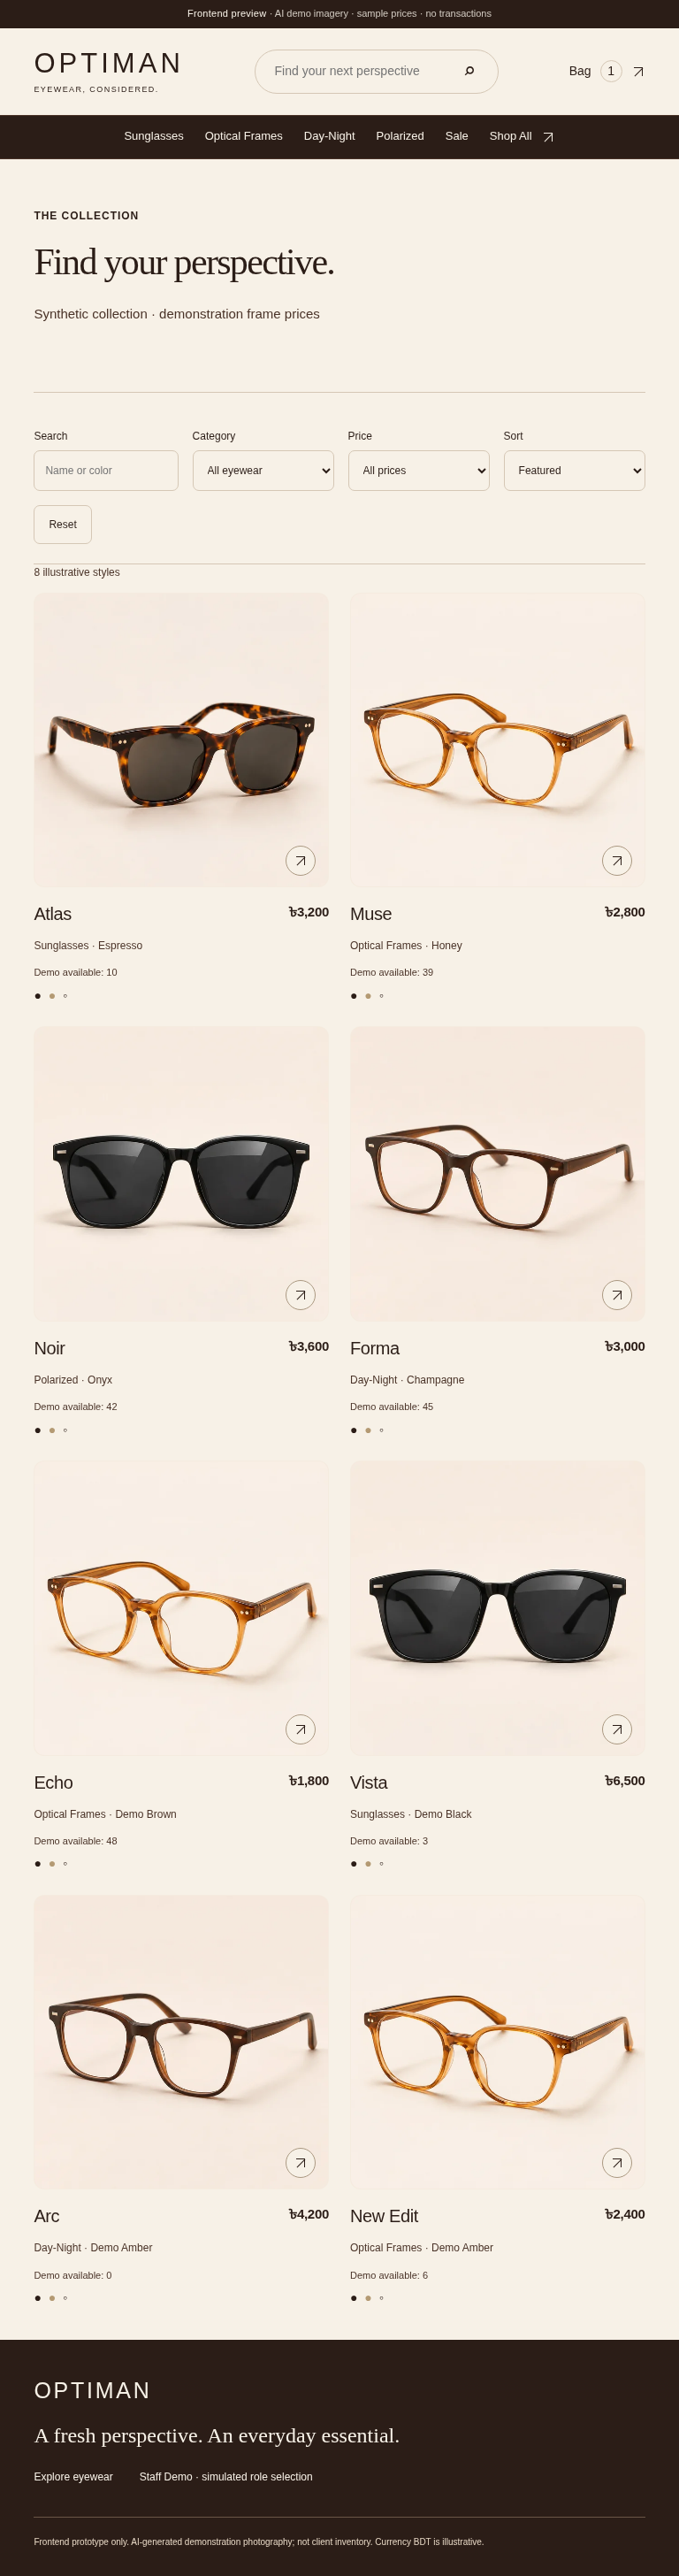 Frontend preview · AI demo imagery · sample prices · no transactions
OPTIMAN
EYEWEAR, CONSIDERED.
Find your next perspective
Bag 1
Sunglasses Optical Frames Day-Night Polarized Sale Shop All
THE COLLECTION
Find your perspective.
Synthetic collection · demonstration frame prices
Search Category Price Sort
Name or color All eyewear All prices Featured
Reset
8 illustrative styles
Atlas ৳3,200
Sunglasses · Espresso
Demo available: 10
Muse ৳2,800
Optical Frames · Honey
Demo available: 39
Noir ৳3,600
Polarized · Onyx
Demo available: 42
Forma ৳3,000
Day-Night · Champagne
Demo available: 45
Echo ৳1,800
Optical Frames · Demo Brown
Demo available: 48
Vista ৳6,500
Sunglasses · Demo Black
Demo available: 3
Arc ৳4,200
Day-Night · Demo Amber
Demo available: 0
New Edit ৳2,400
Optical Frames · Demo Amber
Demo available: 6
OPTIMAN
A fresh perspective. An everyday essential.
Explore eyewear Staff Demo · simulated role selection
Frontend prototype only. AI-generated demonstration photography; not client inventory. Currency BDT is illustrative.